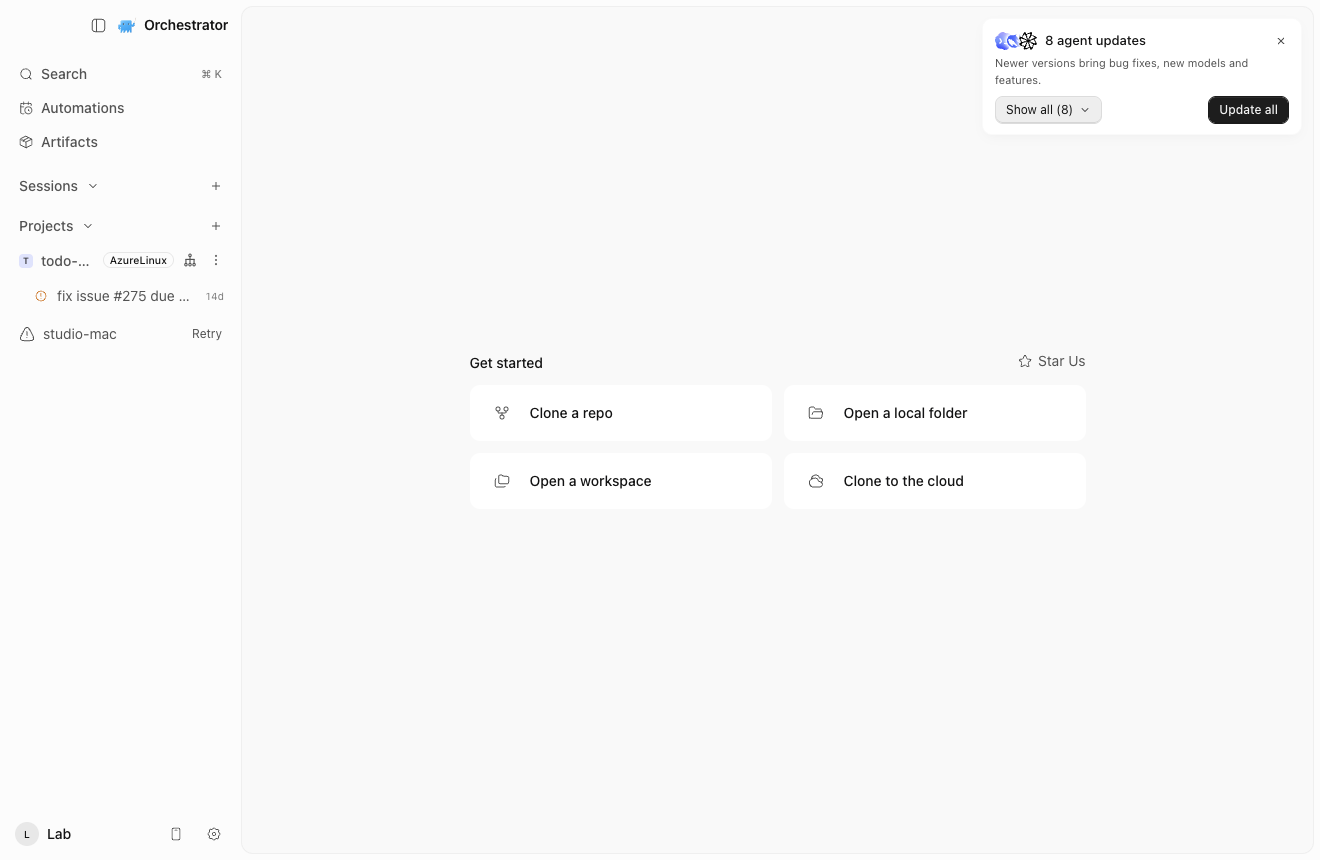 Orchestrator
Search ⌘ K
Automations
Artifacts
Sessions
Projects
T todo-... AzureLinux
fix issue #275 due ... 14d
studio-mac Retry
8 agent updates
Newer versions bring bug fixes, new models and
features.
Show all (8) Update all
Get started Star Us
Clone a repo Open a local folder
Open a workspace Clone to the cloud
L Lab